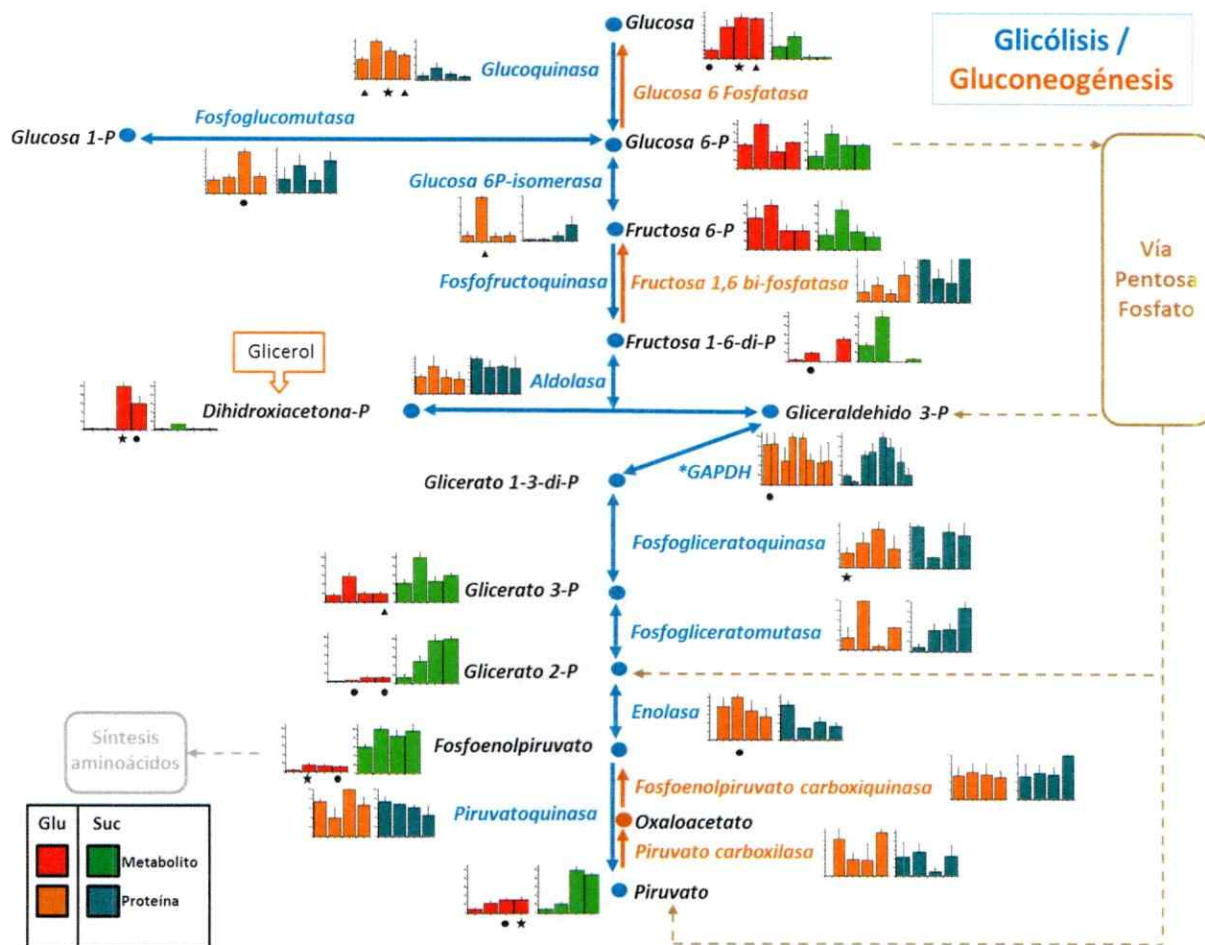 Glucosa
Glicólisis /
Gluconeogénesis
Glucoquinasa
Glucosa 6 Fosfatasa
Fosfoglucomutasa
Glucosa 1-P
Glucosa 6-P
Glucosa 6P-isomerasa
Fructosa 6-P
Vía
Pentosa
Fosfato
Fosfofructoquinasa
Fructosa 1,6 bi-fosfatasa
Fructosa 1-6-di-P
Glicerol
Aldolasa
Dihidroxiacetona-P
Gliceraldehido 3-P
*GAPDH
Glicerato 1-3-di-P
Fosfogliceratoquinasa
Glicerato 3-P
Fosfogliceratomutasa
Glicerato 2-P
Enolasa
Síntesis
aminoácidos
Fosfoenolpiruvato
Fosfoenolpiruvato carboxiquinasa
Piruvatoquinasa
Oxaloacetato
Piruvato carboxilasa
Glu Suc
Metabolito
Proteína
Piruvato